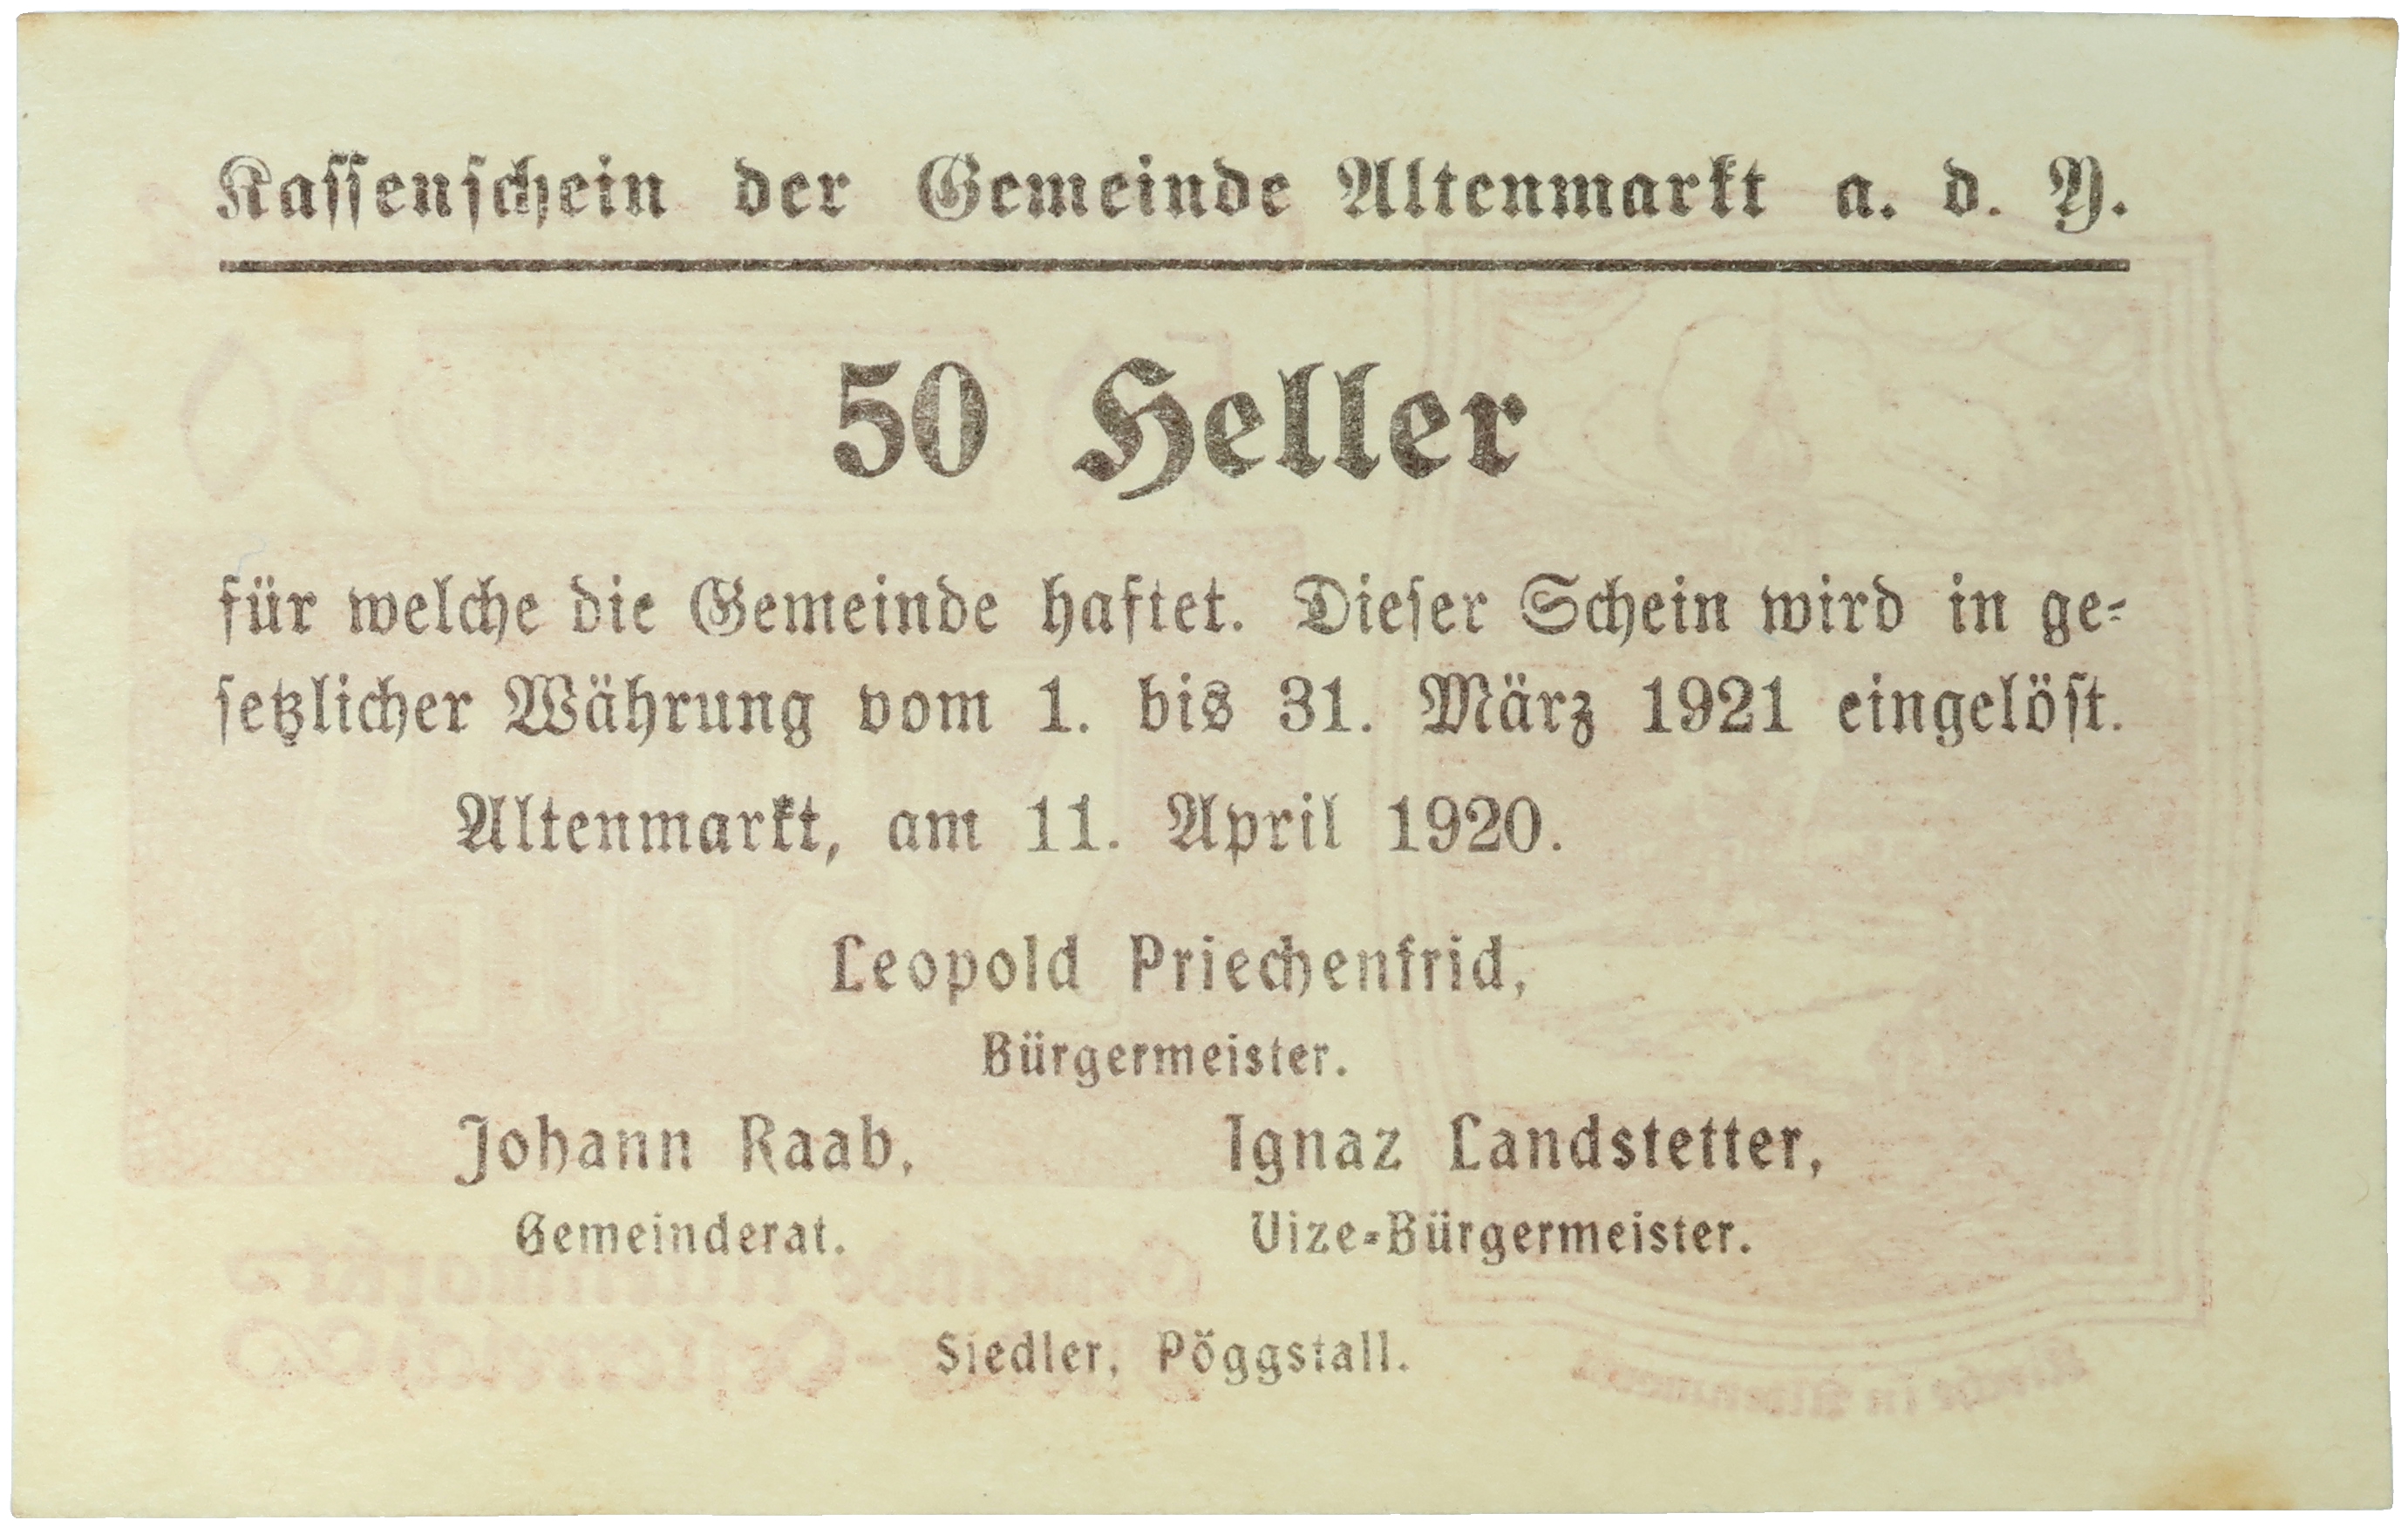 Kassenschein der Gemeinde Altenmarkt a. d. Y.
50 Heller
für welche die Gemeinde haftet. Dieser Schein wird in ge-
setzlicher Währung vom 1. bis 31. März 1921 eingelöst.
Altenmarkt, am 11. April 1920.
Leopold Priechenfrid,
Bürgermeister.
Johann Raab,
Ignaz Landstetter,
Gemeinderat.
Vize-Bürgermeister.
Siedler, Pöggstall.